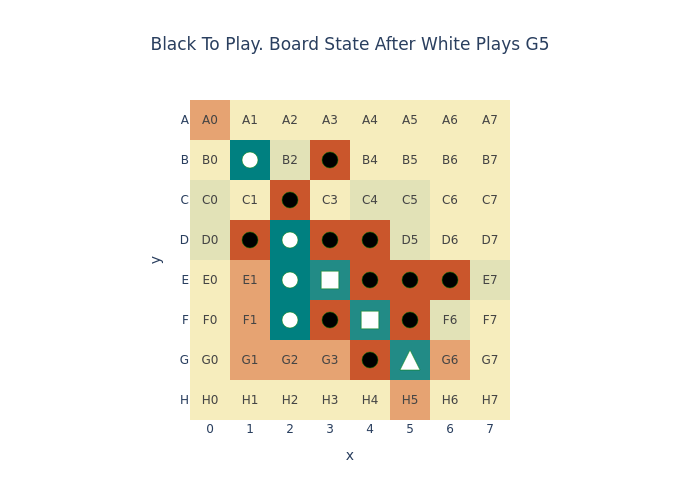 Black To Play. Board State After White Plays G5
A A0 A1 A2 A3 A4 A5 A6 A7
B B0 B2 B4 B5 B6 B7
C C0 C1 C3 C4 C5 C6 C7
D D0 D5 D6 D7
E E0 E1 E7
F F0 F1 F6 F7
G G0 G1 G2 G3 G6 G7
H H0 H1 H2 H3 H4 H5 H6 H7
0 1 2 3 4 5 6 7
x
y